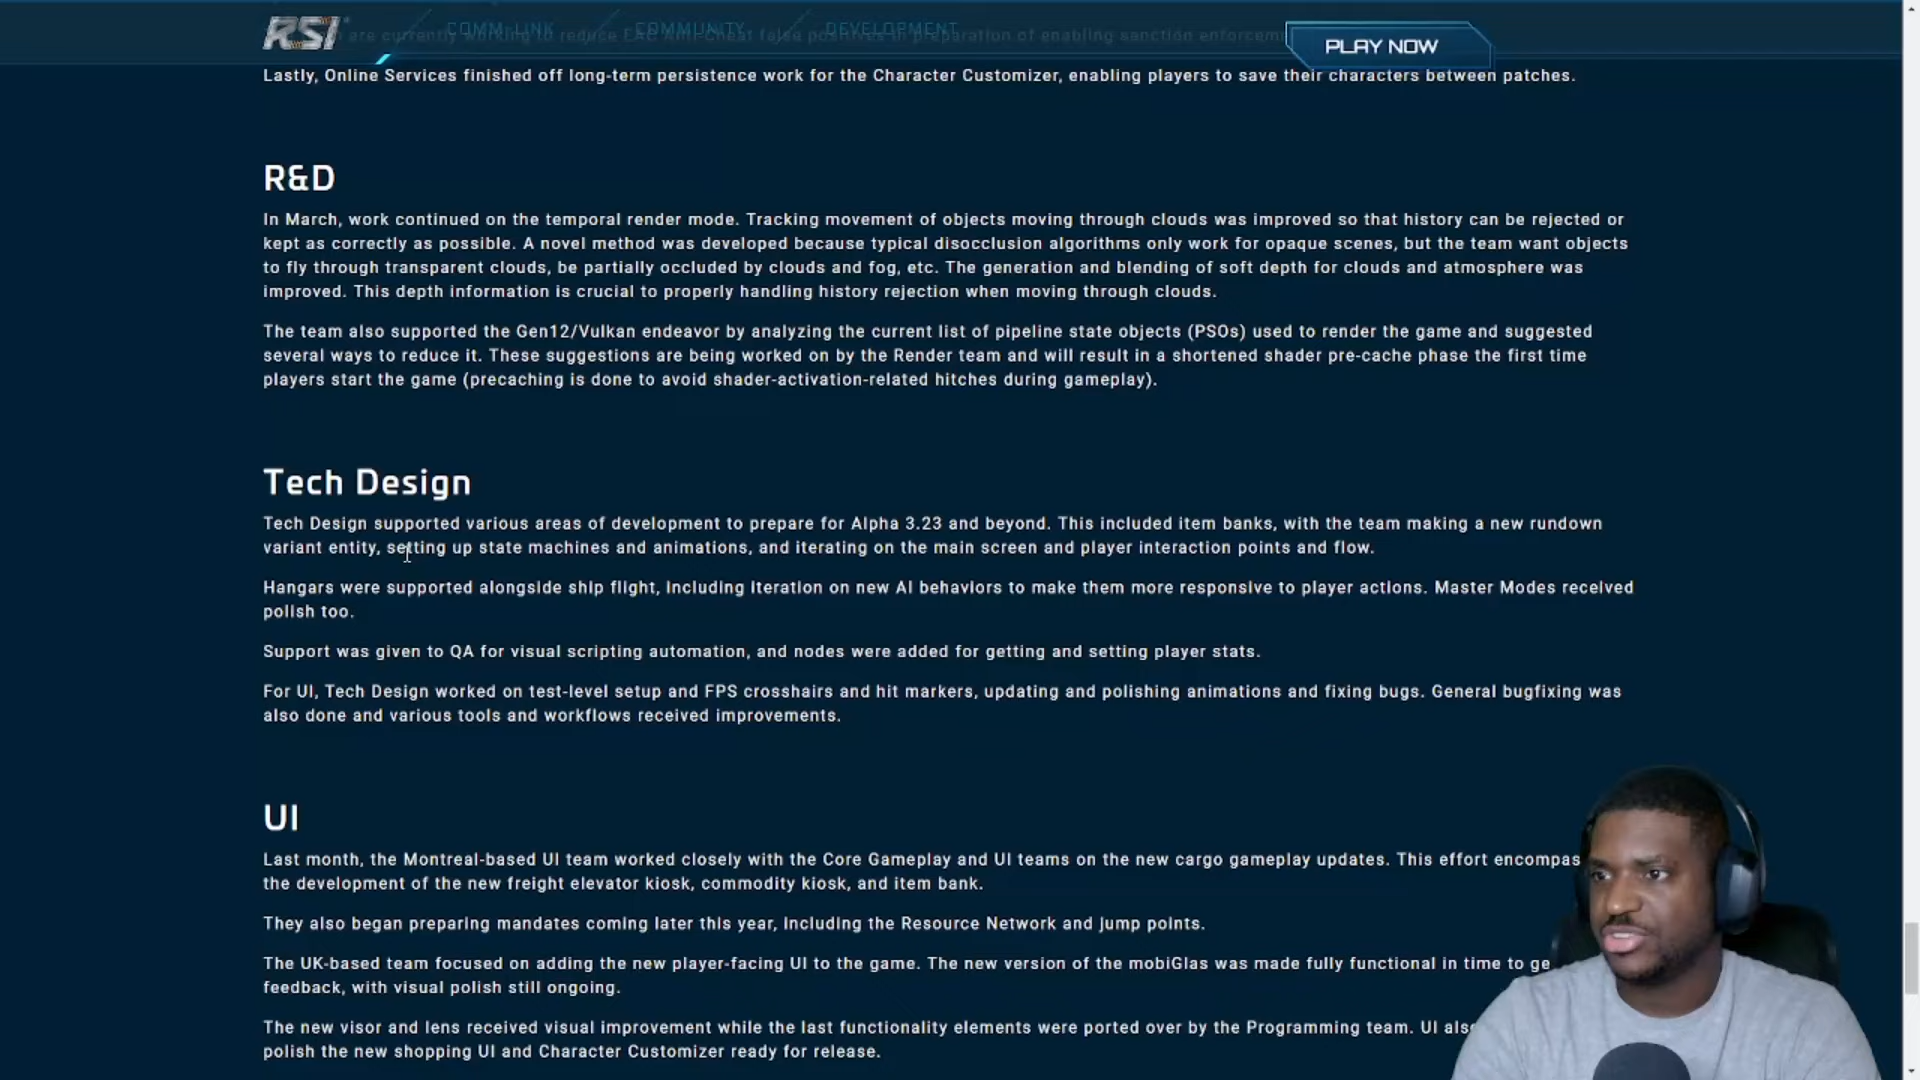 RSI COMM-LINK COMMUNITY DEVELOPMENT PLAY NOW
are currently working to reduce EAC Anti-Cheat false positives in preparation of enabling sanction enforcem
Lastly, Online Services finished off long-term persistence work for the Character Customizer, enabling players to save their characters between patches.
R&D
In March, work continued on the temporal render mode. Tracking movement of objects moving through clouds was improved so that history can be rejected or
kept as correctly as possible. A novel method was developed because typical disocclusion algorithms only work for opaque scenes, but the team want objects
to fly through transparent clouds, be partially occluded by clouds and fog, etc. The generation and blending of soft depth for clouds and atmosphere was
improved. This depth information is crucial to properly handling history rejection when moving through clouds.
The team also supported the Gen12/Vulkan endeavor by analyzing the current list of pipeline state objects (PSOs) used to render the game and suggested
several ways to reduce it. These suggestions are being worked on by the Render team and will result in a shortened shader pre-cache phase the first time
players start the game (precaching is done to avoid shader-activation-related hitches during gameplay).
Tech Design
Tech Design supported various areas of development to prepare for Alpha 3.23 and beyond. This included item banks, with the team making a new rundown
variant entity, setting up state machines and animations, and iterating on the main screen and player interaction points and flow.
Hangars were supported alongside ship flight, including iteration on new AI behaviors to make them more responsive to player actions. Master Modes received
polish too.
Support was given to QA for visual scripting automation, and nodes were added for getting and setting player stats.
For UI, Tech Design worked on test-level setup and FPS crosshairs and hit markers, updating and polishing animations and fixing bugs. General bugfixing was
also done and various tools and workflows received improvements.
UI
Last month, the Montreal-based UI team worked closely with the Core Gameplay and UI teams on the new cargo gameplay updates. This effort encompas
the development of the new freight elevator kiosk, commodity kiosk, and item bank.
They also began preparing mandates coming later this year, including the Resource Network and jump points.
The UK-based team focused on adding the new player-facing UI to the game. The new version of the mobiGlas was made fully functional in time to ge
feedback, with visual polish still ongoing.
The new visor and lens received visual improvement while the last functionality elements were ported over by the Programming team. UI als
polish the new shopping UI and Character Customizer ready for release.